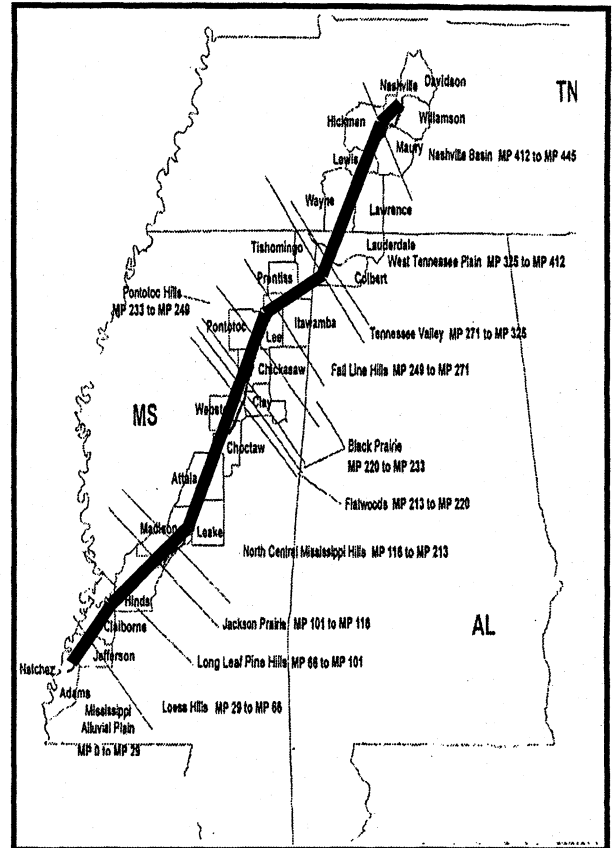 Nashville
Davidson
TN
Hickman
Williamson
Maury
Nashville Basin MP 412 to MP 445
Lewis
Wayne
Lawrence
Lauderdale
Tishomingo
West Tennessee Plain MP 325 to MP 412
Prentiss
Colbert
Pontoloc Hills
MP 233 to MP 249
Itawamba
Pontotoc
Lee
Tennessee Valley MP 271 to MP 325
Chickasaw
Fall Line Hills MP 249 to MP 271
MS
Webster
Clay
Choctaw
Black Prairie
MP 220 to MP 233
Attala
Flatwoods MP 213 to MP 220
Madison
Leake
North Central Mississippi Hills MP 116 to MP 213
Hinds
Jackson Prairie MP 101 to MP 116
AL
Claiborne
Jefferson
Long Leaf Pine Hills MP 66 to MP 101
Natchez
Adams
Loess Hills MP 29 to MP 66
Mississippi
Alluvial Plain
MP 0 to MP 29